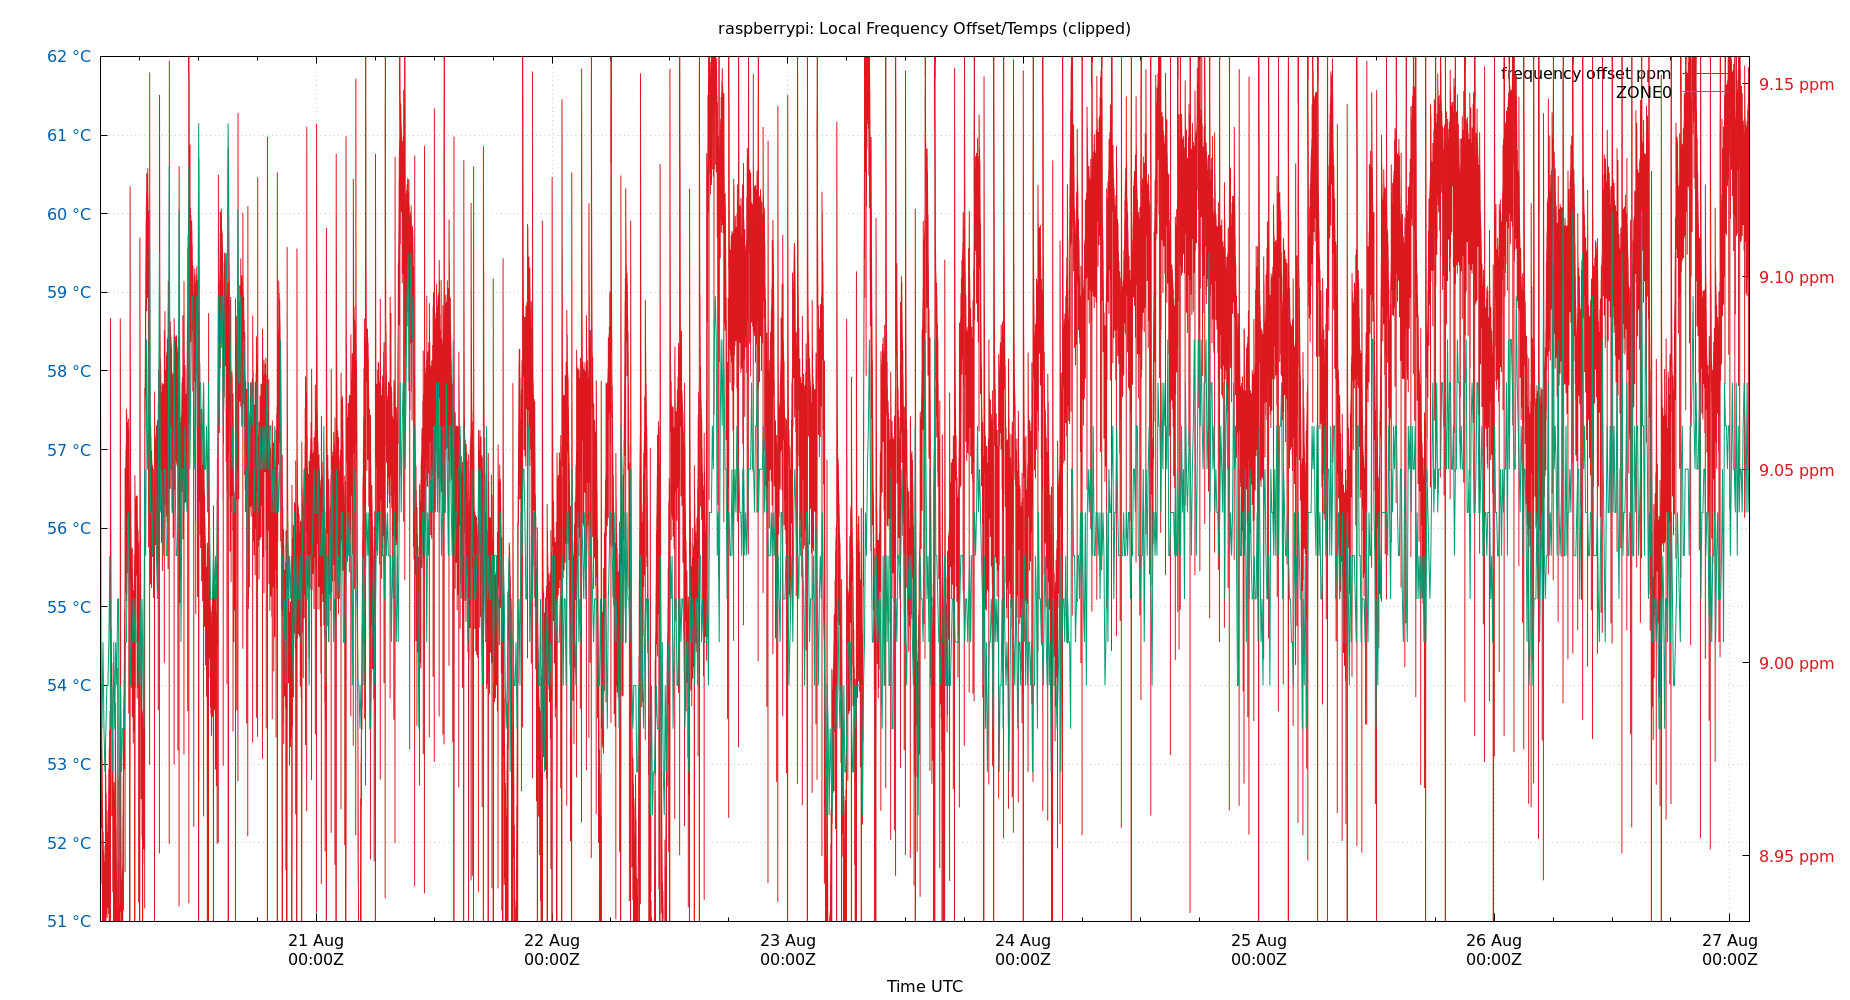 raspberrypi: Local Frequency Offset/Temps (clipped)
62 °C
61 °C
60 °C
59 °C
58 °C
57 °C
56 °C
55 °C
54 °C
53 °C
52 °C
51 °C
frequency offset ppm
ZONE0
9.15 ppm
9.10 ppm
9.05 ppm
9.00 ppm
8.95 ppm
21 Aug
00:00Z
22 Aug
00:00Z
23 Aug
00:00Z
24 Aug
00:00Z
25 Aug
00:00Z
26 Aug
00:00Z
27 Aug
00:00Z
Time UTC